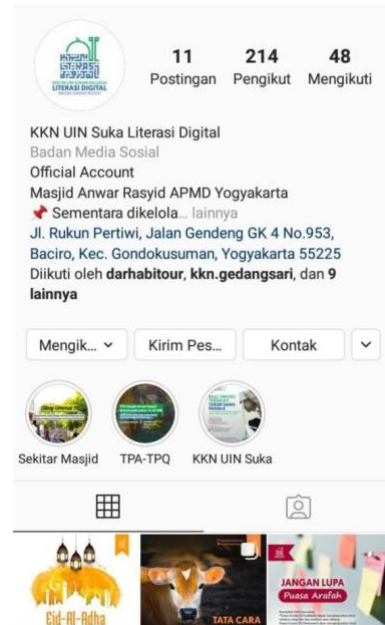 LITERASI DIGITAL
11 214 48
Postingan Pengikut Mengikuti
KKN UIN Suka Literasi Digital
Badan Media Sosial
Official Account
Masjid Anwar Rasyid APMD Yogyakarta
📌 Sementara dikelola... lainnya
Jl. Rukun Pertiwi, Jalan Gendeng GK 4 No.953,
Baciro, Kec. Gondokusuman, Yogyakarta 55225
Diikuti oleh darhabitour, kkn.gedangsari, dan 9
lainnya
Mengik... Kirim Pes... Kontak
Sekitar Masjid TPA-TPQ KKN UIN Suka
Eid-Al-Adha
TATA CARA
JANGAN LUPA
Puasa Arafah